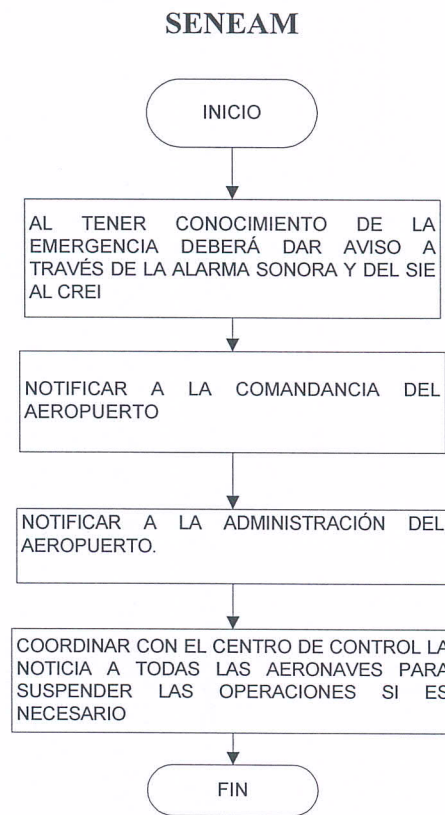 SENEAM
INICIO
AL TENER CONOCIMIENTO DE LA
EMERGENCIA DEBERÁ DAR AVISO A
TRAVÉS DE LA ALARMA SONORA Y DEL SIE
AL CREI
NOTIFICAR A LA COMANDANCIA DEL
AEROPUERTO
NOTIFICAR A LA ADMINISTRACIÓN DEL
AEROPUERTO.
COORDINAR CON EL CENTRO DE CONTROL LA
NOTICIA A TODAS LAS AERONAVES PARA
SUSPENDER LAS OPERACIONES SI ES
NECESARIO
FIN